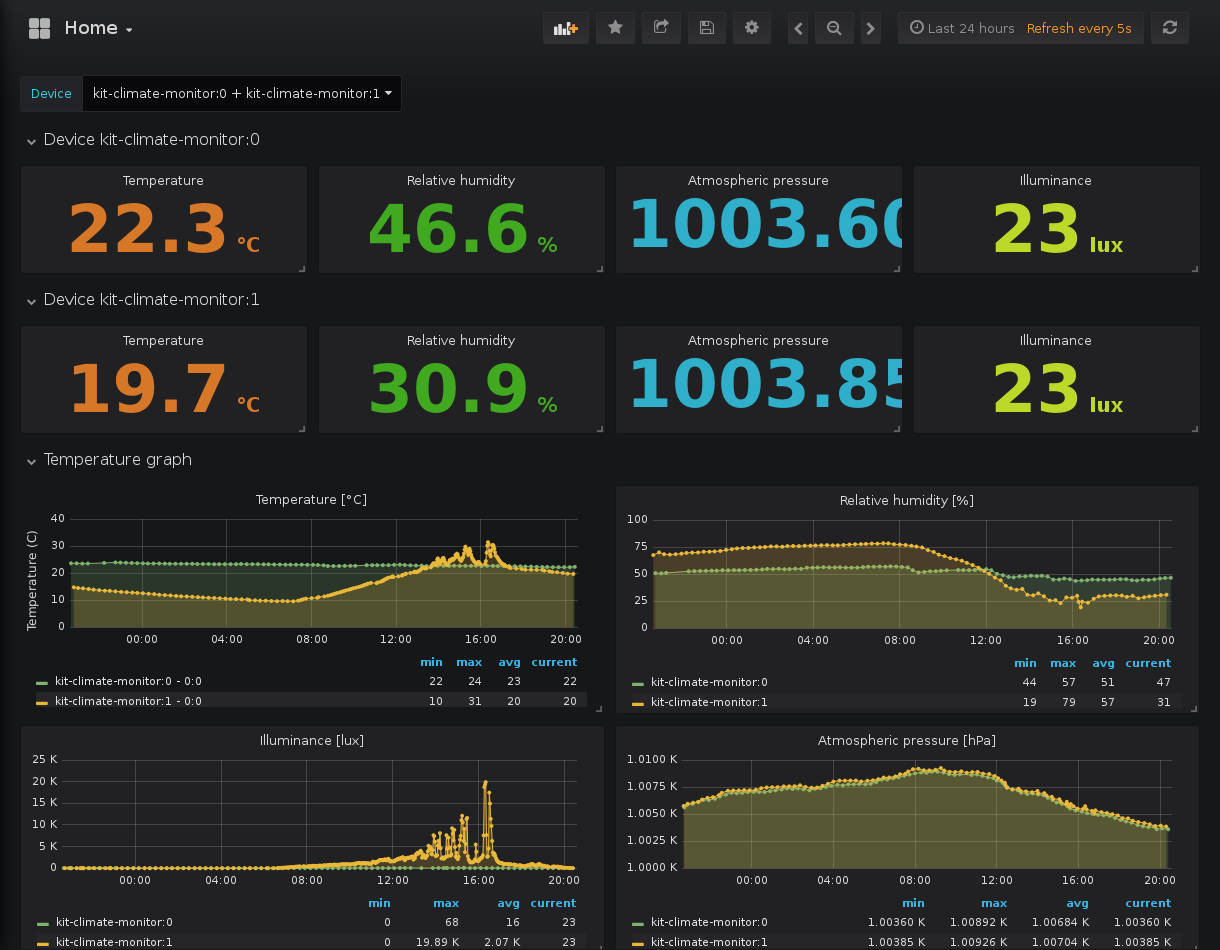 Home
Last 24 hours Refresh every 5s
Device kit-climate-monitor:0 + kit-climate-monitor:1
Device kit-climate-monitor:0
Temperature Relative humidity Atmospheric pressure Illuminance
22.3 °C 46.6 % 1003.60 23 lux
Device kit-climate-monitor:1
Temperature Relative humidity Atmospheric pressure Illuminance
19.7 °C 30.9 % 1003.85 23 lux
Temperature graph
Temperature [°C]
Temperature (C)
40
30
20
10
0
00:00 04:00 08:00 12:00 16:00 20:00
min max avg current
kit-climate-monitor:0 - 0:0 22 24 23 22
kit-climate-monitor:1 - 0:0 10 31 20 20
Relative humidity [%]
100
75
50
25
0
00:00 04:00 08:00 12:00 16:00 20:00
min max avg current
kit-climate-monitor:0 44 57 51 47
kit-climate-monitor:1 19 79 57 31
Illuminance [lux]
25 K
20 K
15 K
10 K
5 K
0
00:00 04:00 08:00 12:00 16:00 20:00
min max avg current
kit-climate-monitor:0 0 68 16 23
kit-climate-monitor:1 0 19.89 K 2.07 K 23
Atmospheric pressure [hPa]
1.0100 K
1.0075 K
1.0050 K
1.0025 K
1.0000 K
00:00 04:00 08:00 12:00 16:00 20:00
min max avg current
kit-climate-monitor:0 1.00360 K 1.00892 K 1.00684 K 1.00360 K
kit-climate-monitor:1 1.00385 K 1.00926 K 1.00704 K 1.00385 K